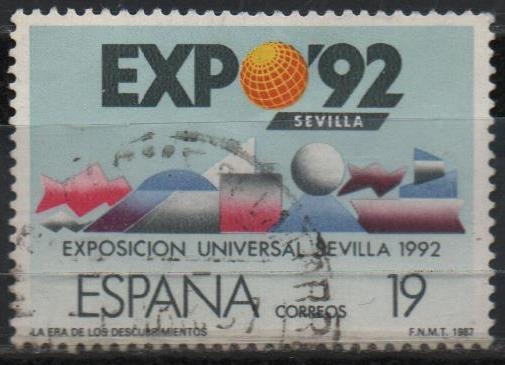 EXPO'92
SEVILLA
EXPOSICION UNIVERSAL SEVILLA 1992
ESPAÑA CORREOS 19
LA ERA DE LOS DESCUBRIMIENTOS F.N.M.T. 1987